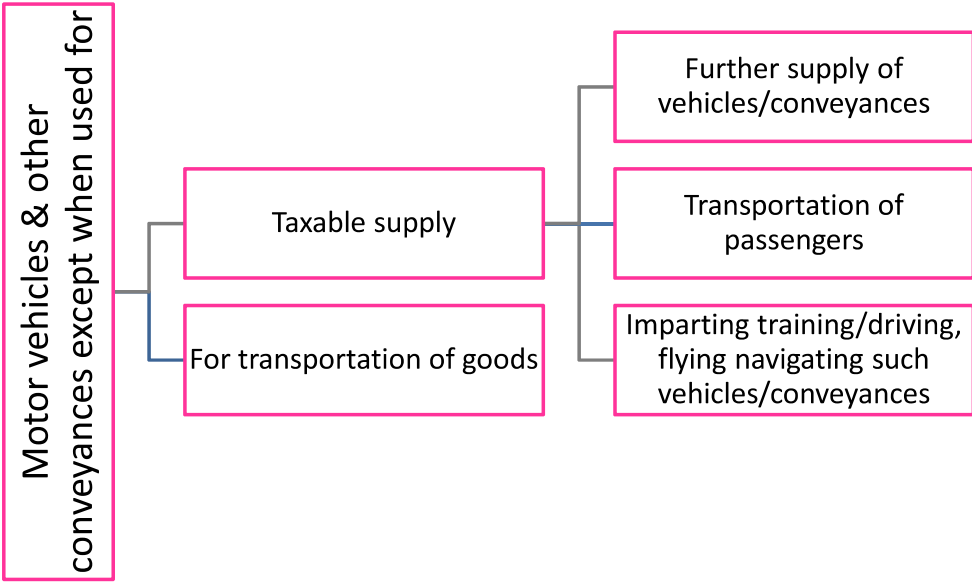 Motor vehicles & other
conveyances except when used for
Taxable supply
For transportation of goods
Further supply of
vehicles/conveyances
Transportation of
passengers
Imparting training/driving,
flying navigating such
vehicles/conveyances